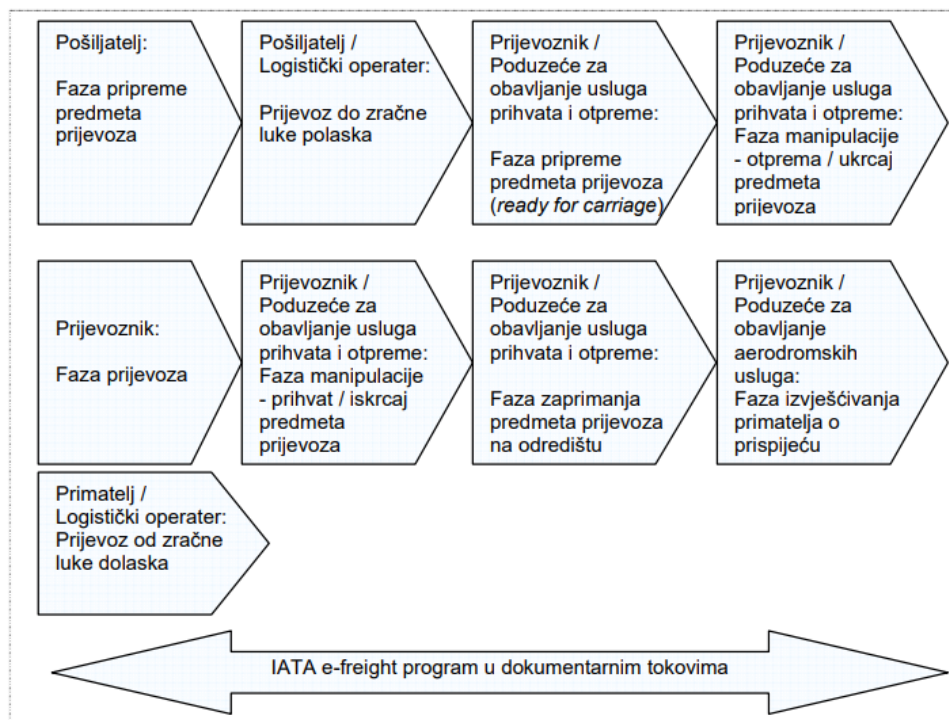 Pošiljatelj:
Faza pripreme
predmeta
prijevoza
Pošiljatelj /
Logistički operater:
Prijevoz do zračne
luke polaska
Prijevoznik /
Poduzeće za
obavljanje usluga
prihvata i otpreme:
Faza pripreme
predmeta prijevoza
(ready for carriage)
Prijevoznik /
Poduzeće za
obavljanje usluga
prihvata i otpreme:
Faza manipulacije
- otprema / ukrcaj
predmeta
prijevoza
Prijevoznik:
Faza prijevoza
Prijevoznik /
Poduzeće za
obavljanje usluga
prihvata i otpreme:
Faza manipulacije
- prihvat / iskrcaj
predmeta
prijevoza
Prijevoznik /
Poduzeće za
obavljanje usluga
prihvata i otpreme:
Faza zaprimanja
predmeta prijevoza
na odredištu
Prijevoznik /
Poduzeće za
obavljanje
aerodromskih
usluga:
Faza izvješćivanja
primatelja o
prispijeću
Primatelj /
Logistički operater:
Prijevoz od zračne
luke dolaska
IATA e-freight program u dokumentarnim tokovima